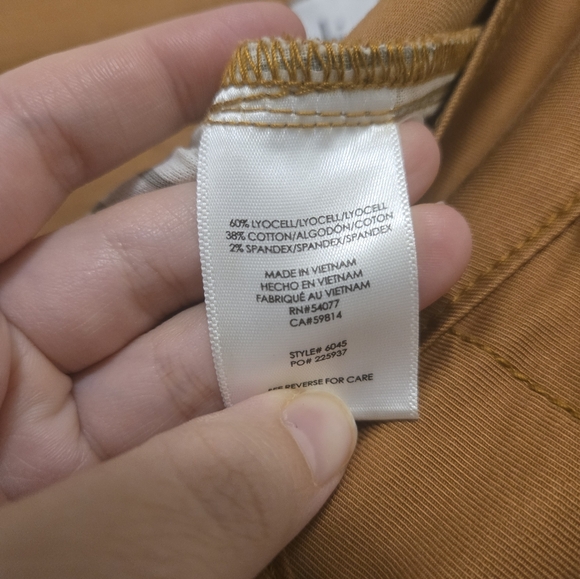 60% LYOCELL/LYOCELL/LYOCELL
38% COTTON/ALGODÓN/COTON
2% SPANDEX/SPANDEX/SPANDEX
MADE IN VIETNAM
HECHO EN VIETNAM
FABRIQUÉ AU VIETNAM
RN#54077
CA#59814
STYLE# 6045
PO# 225937
SEE REVERSE FOR CARE